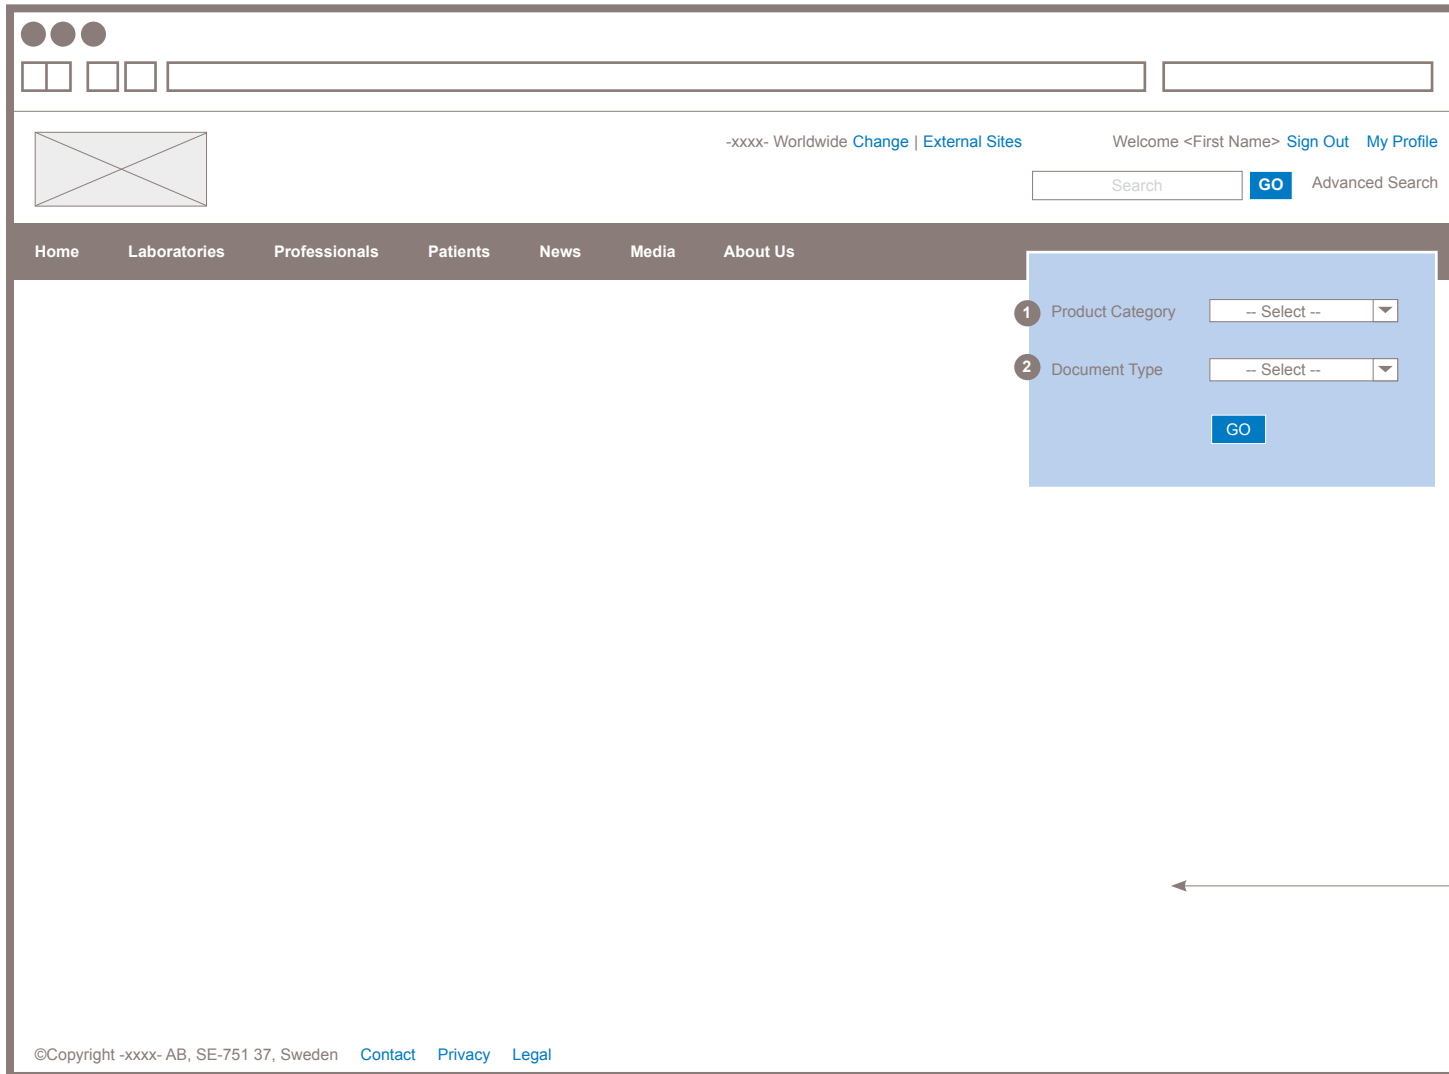 -xxxx- Worldwide Change | External Sites Welcome <First Name> Sign Out My Profile
Search GO Advanced Search
Home Laboratories Professionals Patients News Media About Us
1 Product Category -- Select --
2 Document Type -- Select --
GO
©Copyright -xxxx- AB, SE-751 37, Sweden Contact Privacy Legal